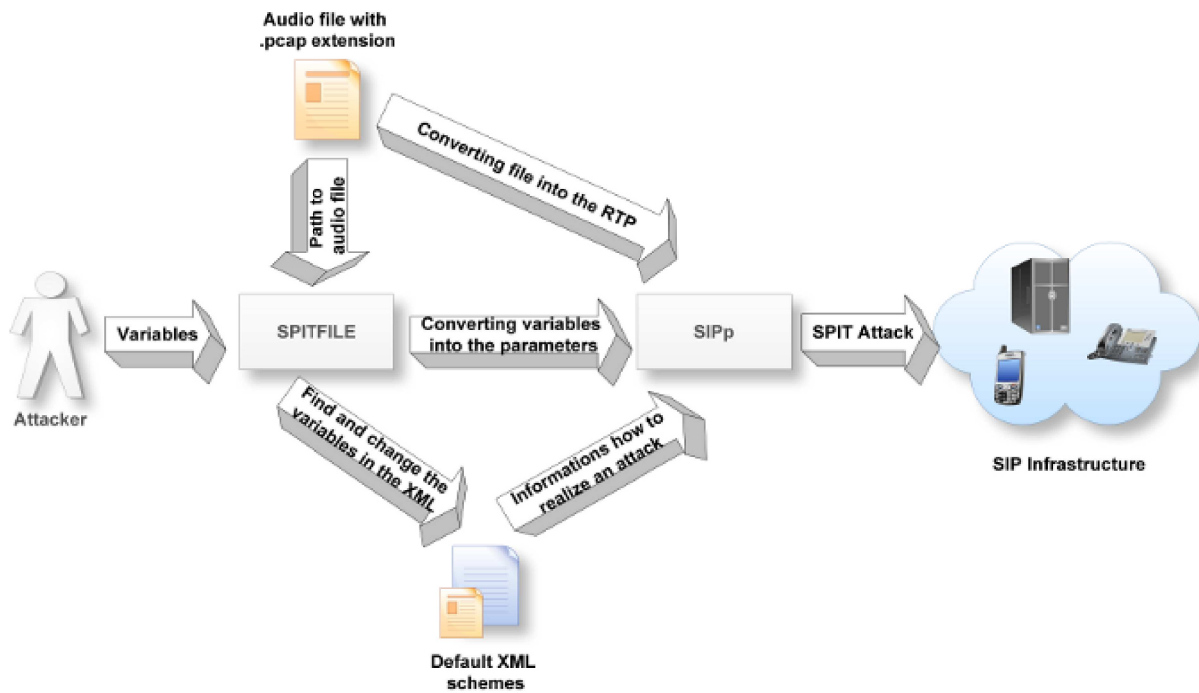 Audio file with
.pcap extension
Converting file into the RTP
Path to
audio file
Variables
SPITFILE
Converting variables
into the parameters
SIPp
SPIT Attack
Attacker
Find and change the
variables in the XML
Informations how to
realize an attack
SIP Infrastructure
Default XML
schemes